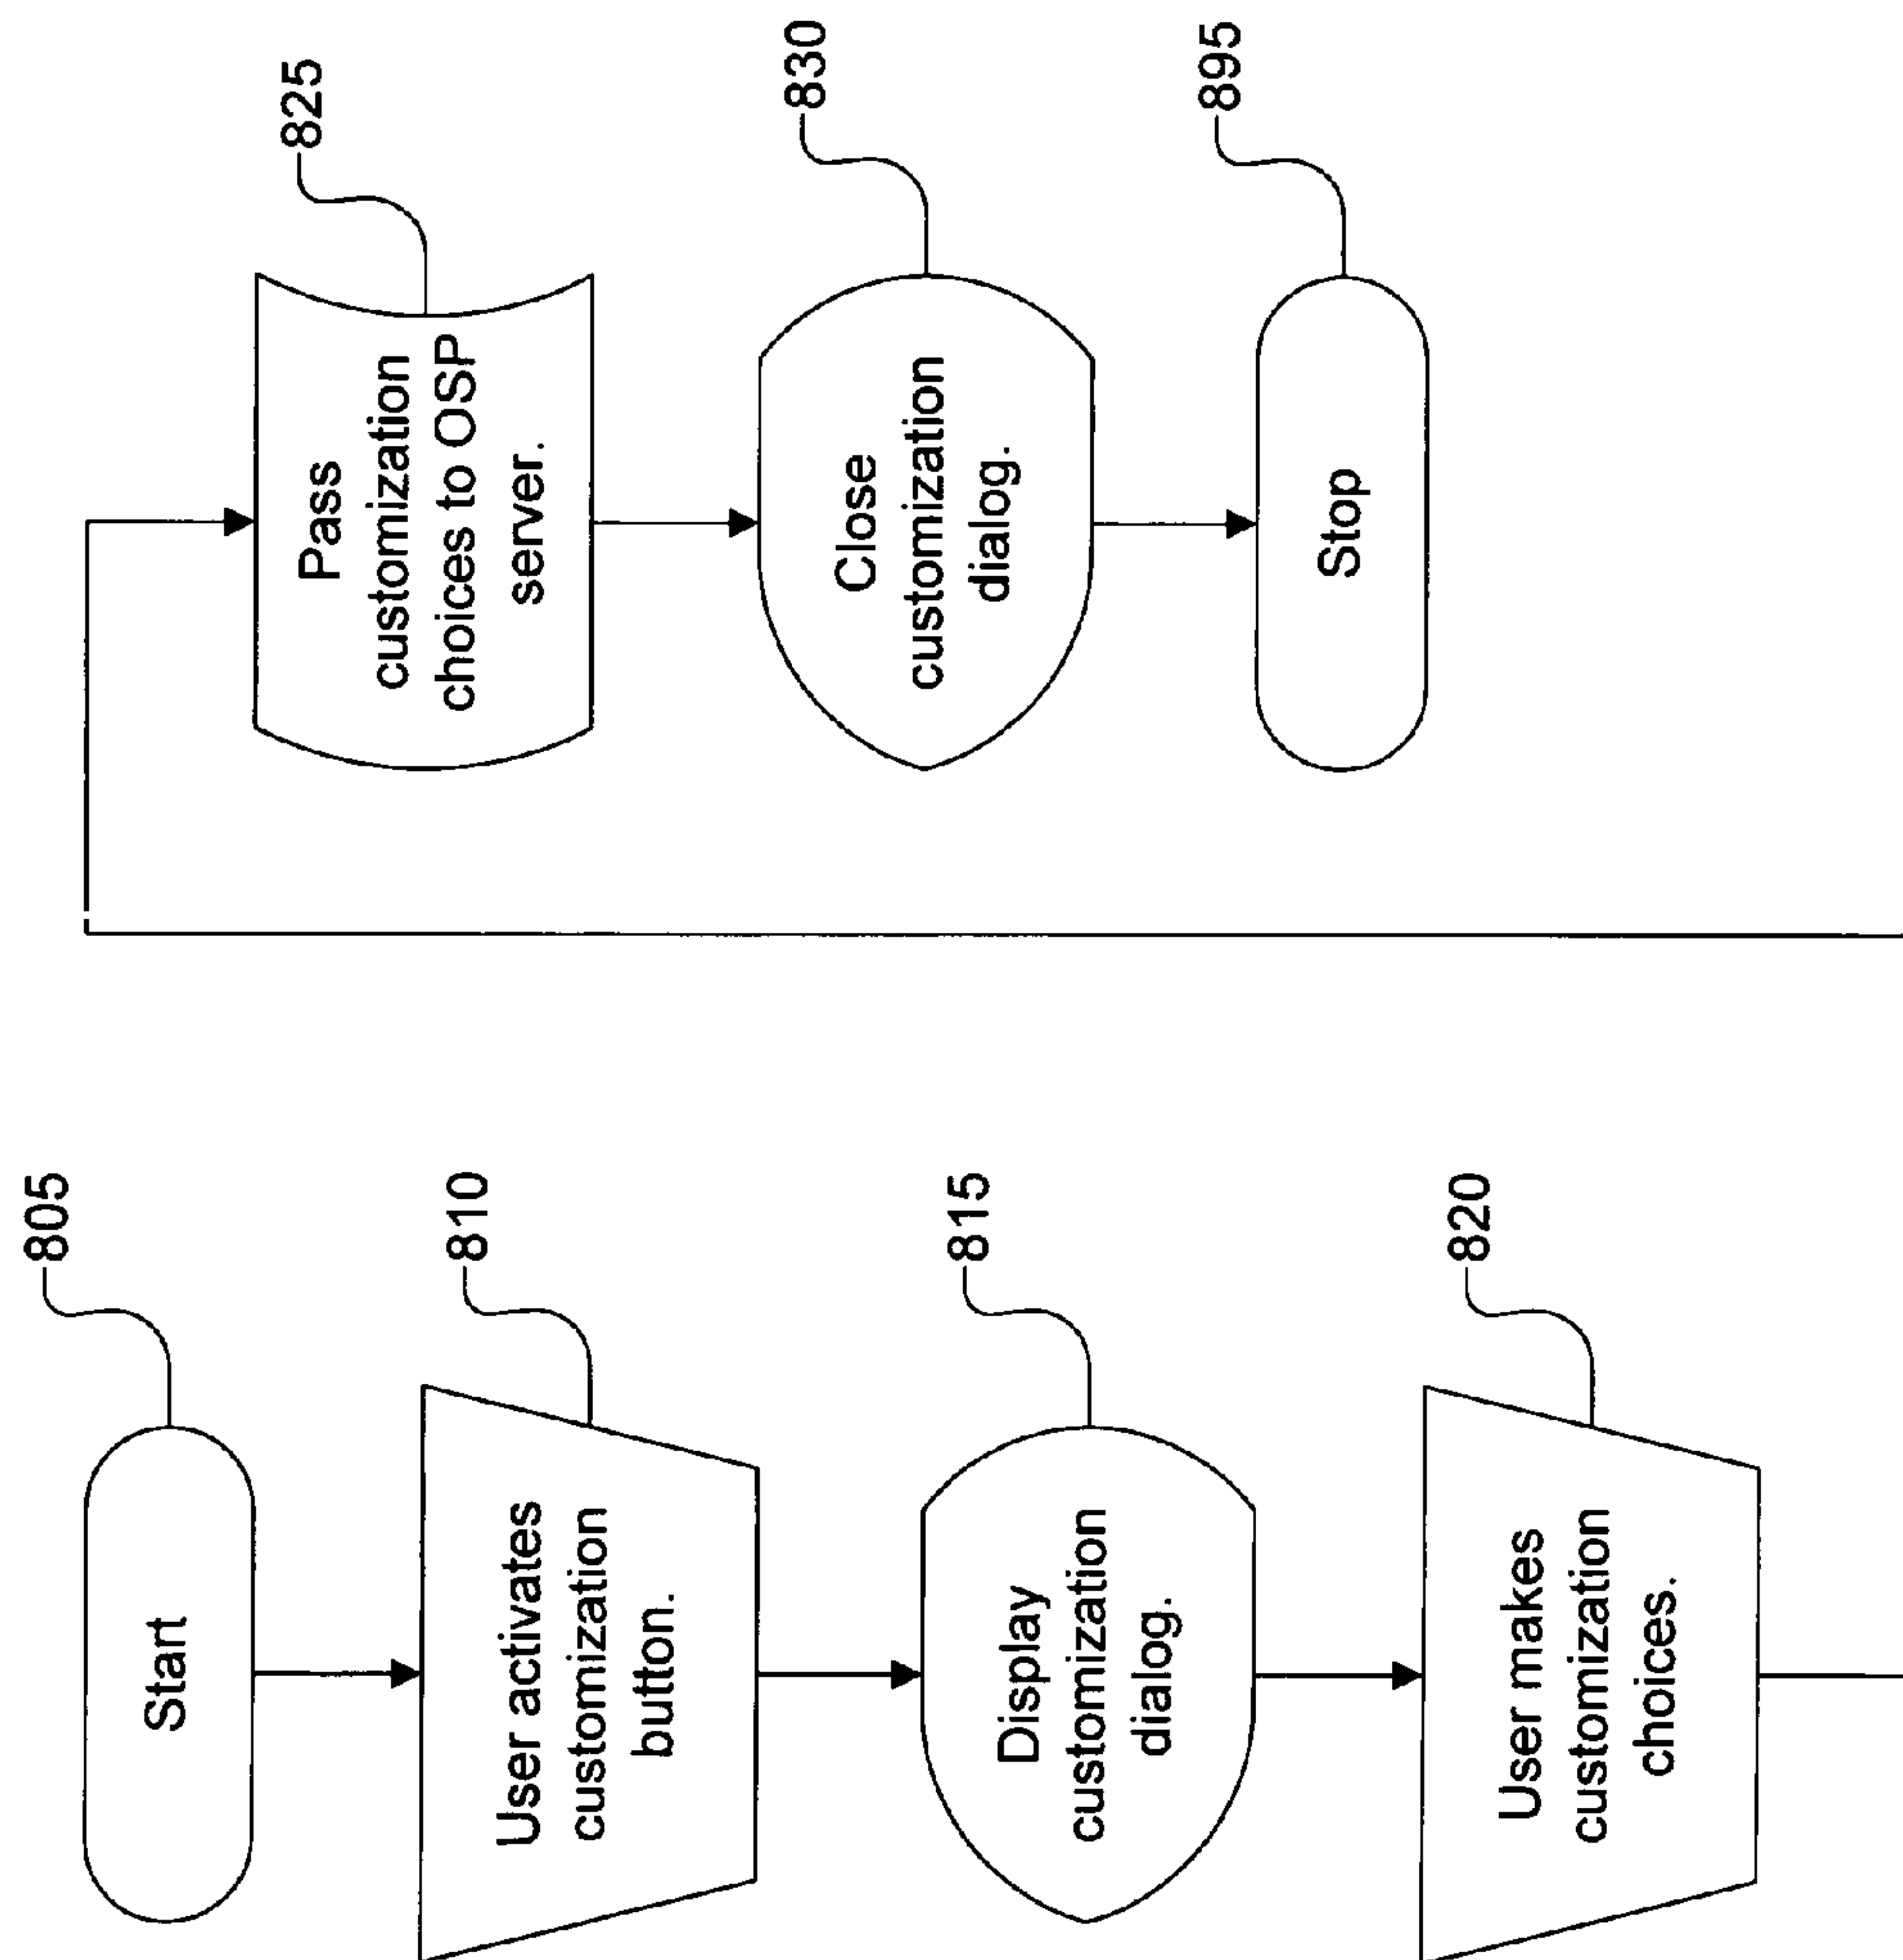 805
Start
810
User activates
customization
button.
815
Display
customization
dialog.
820
User makes
customization
choices.
825
Pass
customization
choices to OSP
server.
830
Close
customization
dialog.
895
Stop